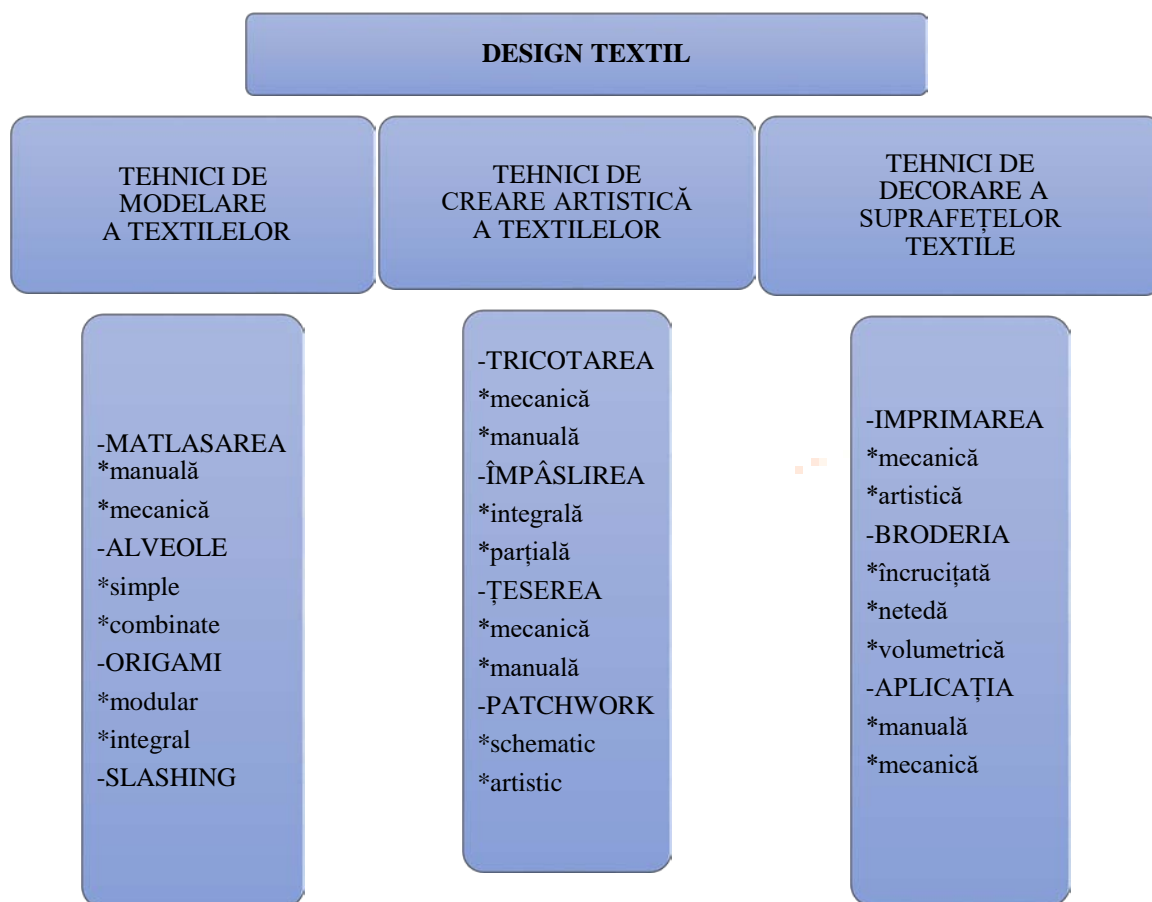 DESIGN TEXTIL
TEHNICI DE
MODELARE
A TEXTILELOR
TEHNICI DE
CREARE ARTISTICĂ
A TEXTILELOR
TEHNICI DE
DECORARE A
SUPRAFEȚELOR
TEXTILE
-MATLASAREA
*manuală
*mecanică
-ALVEOLE
*simple
*combinate
-ORIGAMI
*modular
*integral
-SLASHING
-TRICOTAREA
*mecanică
*manuală
-ÎMPÂSLIREA
*integrală
*parțială
-ȚESEREA
*mecanică
*manuală
-PATCHWORK
*schematic
*artistic
-IMPRIMAREA
*mecanică
*artistică
-BRODERIA
*încrucițată
*netedă
*volumetrică
-APLICAȚIA
*manuală
*mecanică